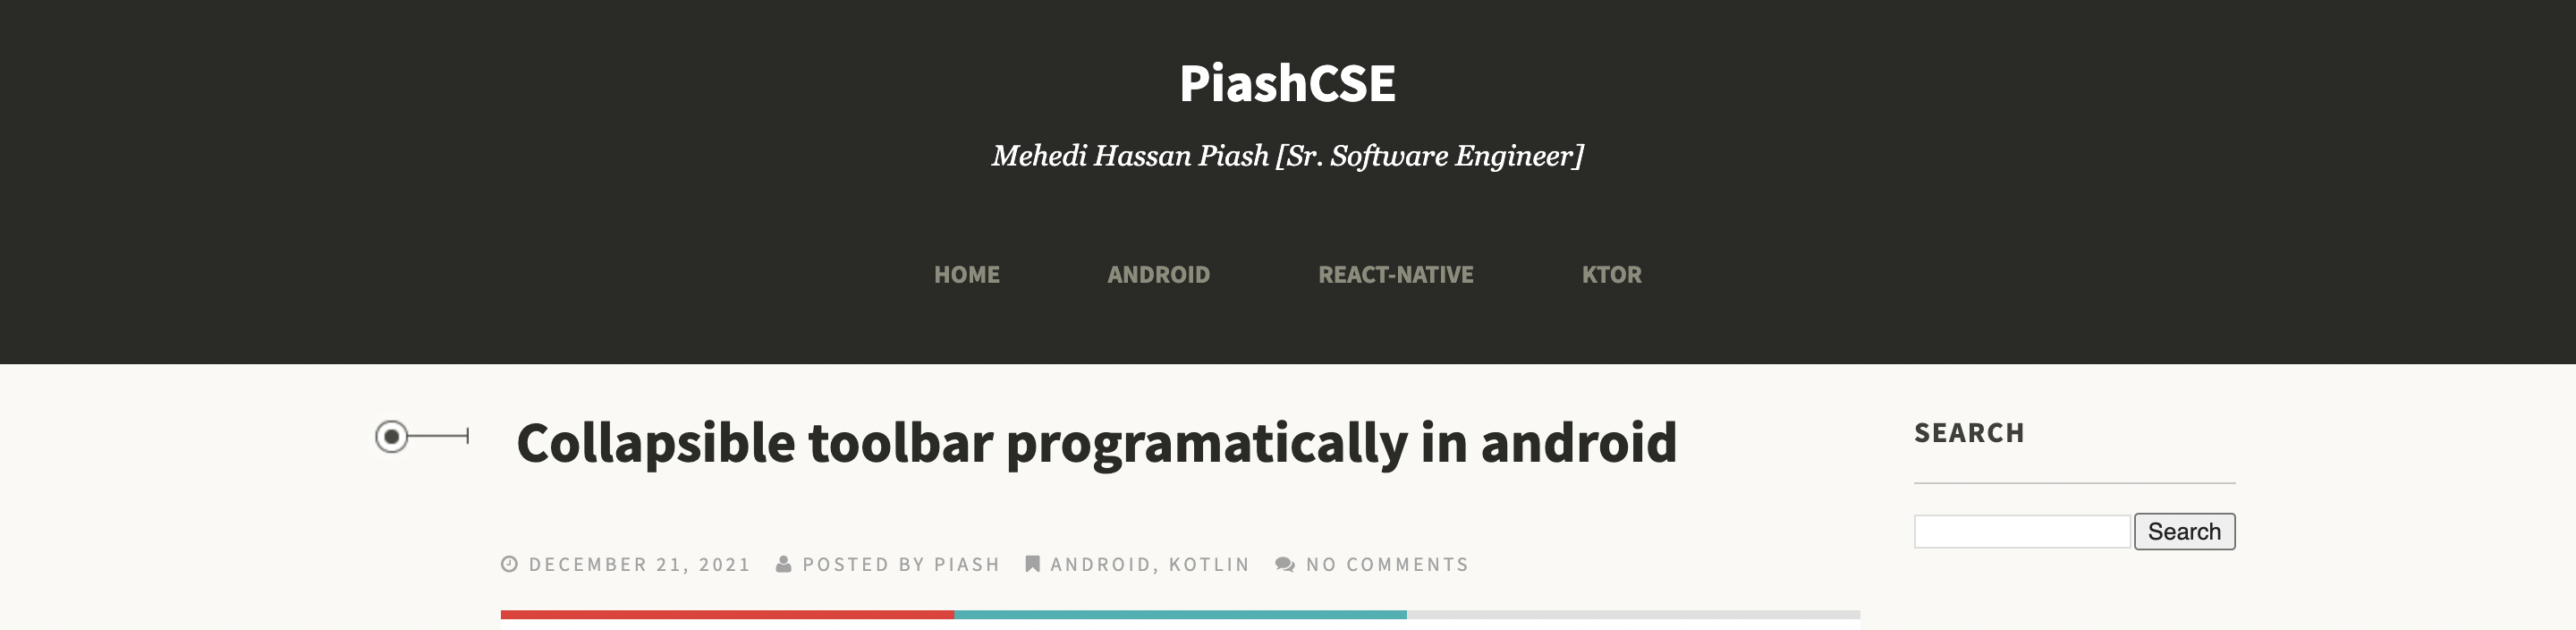 PiashCSE
Mehedi Hassan Piash [Sr. Software Engineer]
HOME ANDROID REACT-NATIVE KTOR
Collapsible toolbar programatically in android
DECEMBER 21, 2021 POSTED BY PIASH ANDROID, KOTLIN NO COMMENTS
SEARCH
Search